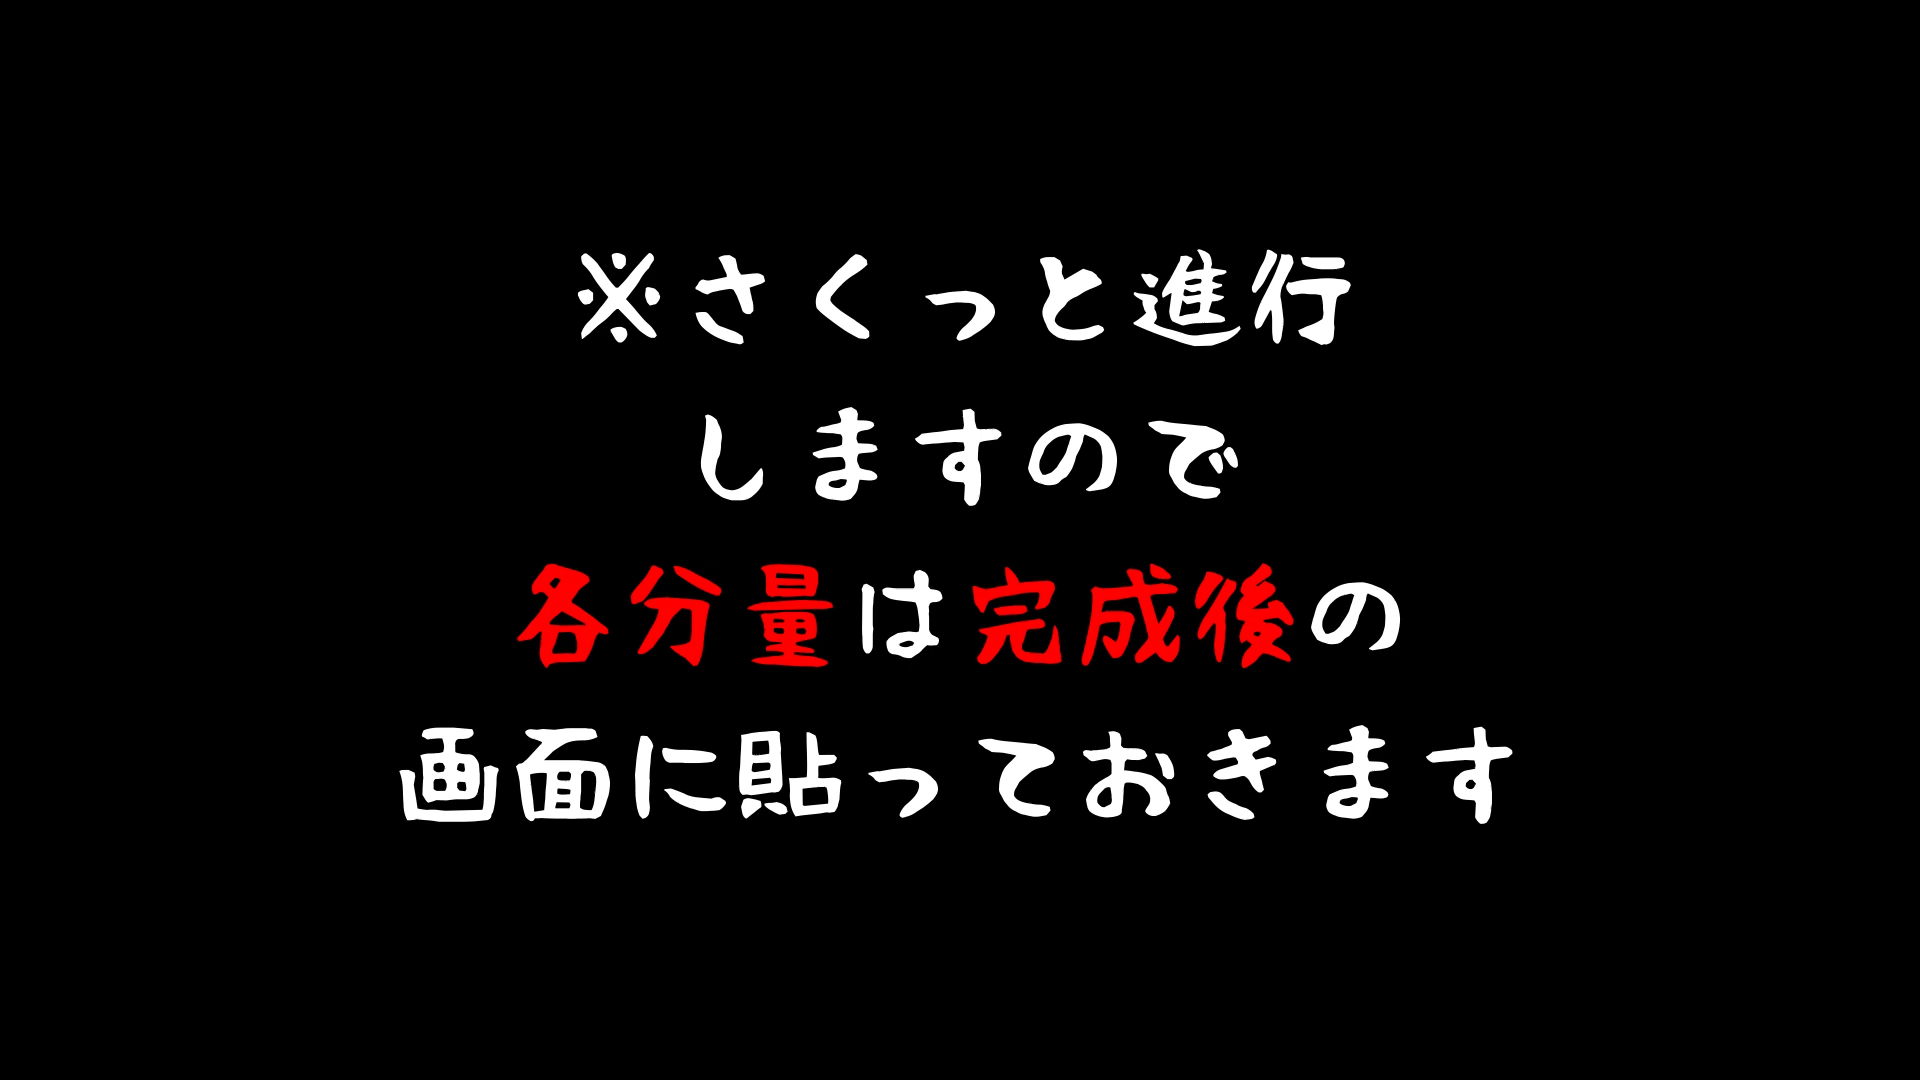 ※さくっと進行
しますので
各分量は完成後の
画面に貼っておきます